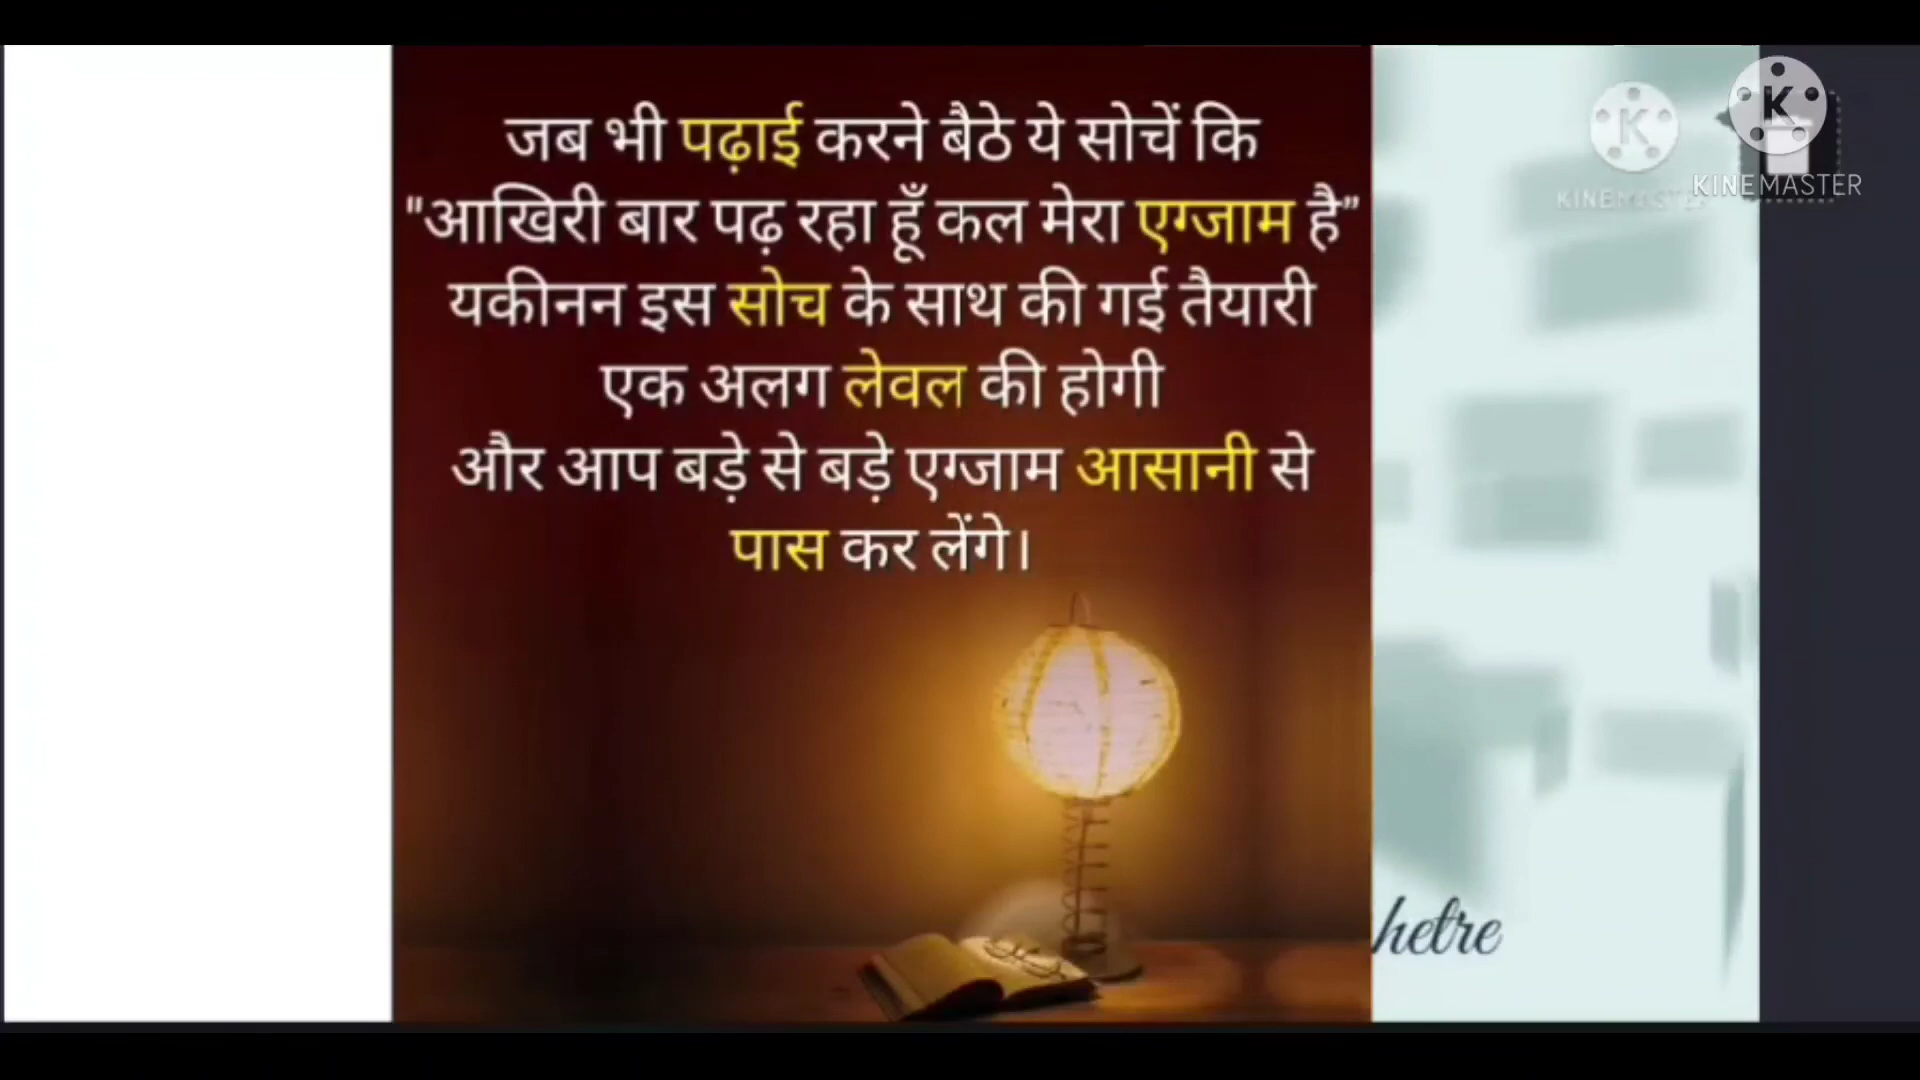 जब भी पढ़ाई करने बैठे ये सोचें कि
"आखिरी बार पढ़ रहा हूँ कल मेरा एग्जाम है”
यकीनन इस सोच के साथ की गई तैयारी
एक अलग लेवल की होगी
और आप बड़े से बड़े एग्जाम आसानी से
पास कर लेंगे।
KINEMASTER
KINEMASTER
hetre